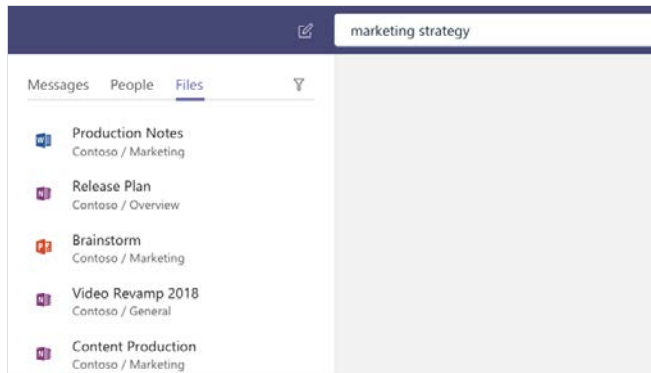 marketing strategy
Messages People Files
Production Notes
Contoso / Marketing
Release Plan
Contoso / Overview
Brainstorm
Contoso / Marketing
Video Revamp 2018
Contoso / General
Content Production
Contoso / Marketing